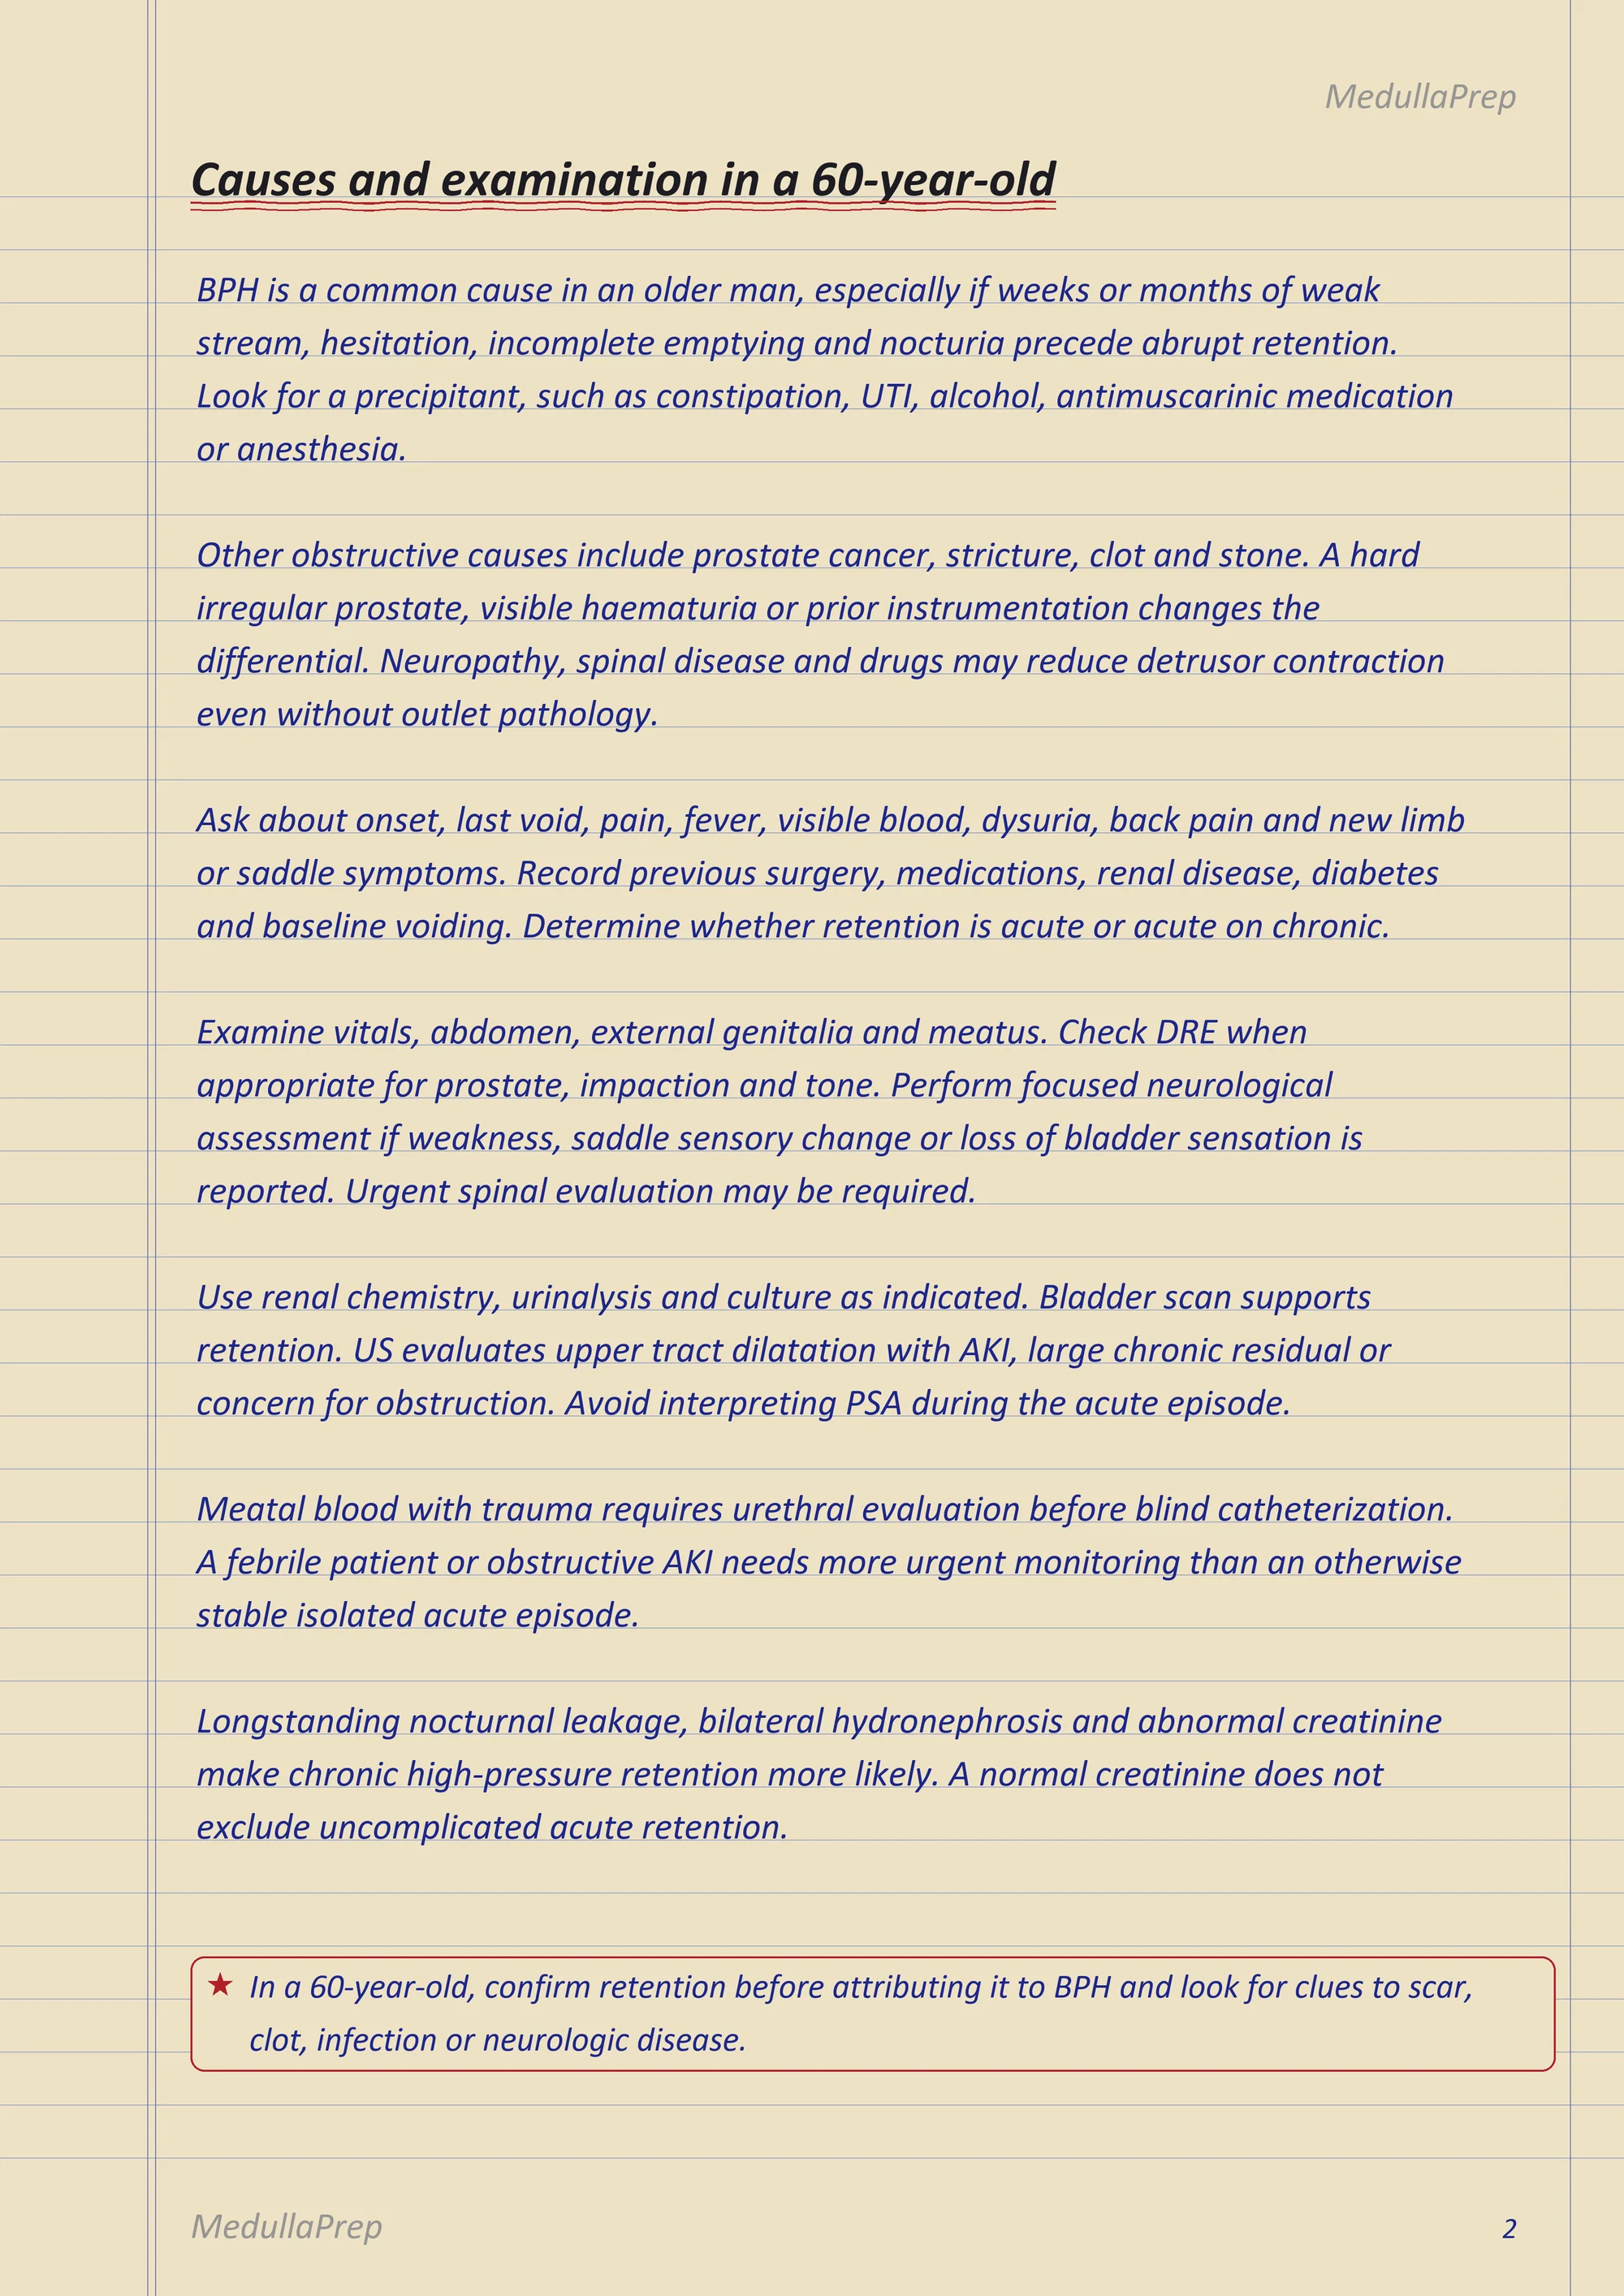 MedullaPrep
Causes and examination in a 60-year-old
BPH is a common cause in an older man, especially if weeks or months of weak
stream, hesitation, incomplete emptying and nocturia precede abrupt retention.
Look for a precipitant, such as constipation, UTI, alcohol, antimuscarinic medication
or anesthesia.
Other obstructive causes include prostate cancer, stricture, clot and stone. A hard
irregular prostate, visible haematuria or prior instrumentation changes the
differential. Neuropathy, spinal disease and drugs may reduce detrusor contraction
even without outlet pathology.
Ask about onset, last void, pain, fever, visible blood, dysuria, back pain and new limb
or saddle symptoms. Record previous surgery, medications, renal disease, diabetes
and baseline voiding. Determine whether retention is acute or acute on chronic.
Examine vitals, abdomen, external genitalia and meatus. Check DRE when
appropriate for prostate, impaction and tone. Perform focused neurological
assessment if weakness, saddle sensory change or loss of bladder sensation is
reported. Urgent spinal evaluation may be required.
Use renal chemistry, urinalysis and culture as indicated. Bladder scan supports
retention. US evaluates upper tract dilatation with AKI, large chronic residual or
concern for obstruction. Avoid interpreting PSA during the acute episode.
Meatal blood with trauma requires urethral evaluation before blind catheterization.
A febrile patient or obstructive AKI needs more urgent monitoring than an otherwise
stable isolated acute episode.
Longstanding nocturnal leakage, bilateral hydronephrosis and abnormal creatinine
make chronic high-pressure retention more likely. A normal creatinine does not
exclude uncomplicated acute retention.
★ In a 60-year-old, confirm retention before attributing it to BPH and look for clues to scar,
clot, infection or neurologic disease.
MedullaPrep
2